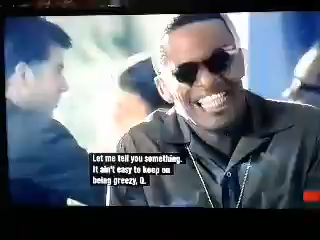 Let me tell you something.
It ain't easy to keep on
being greezy, Q.